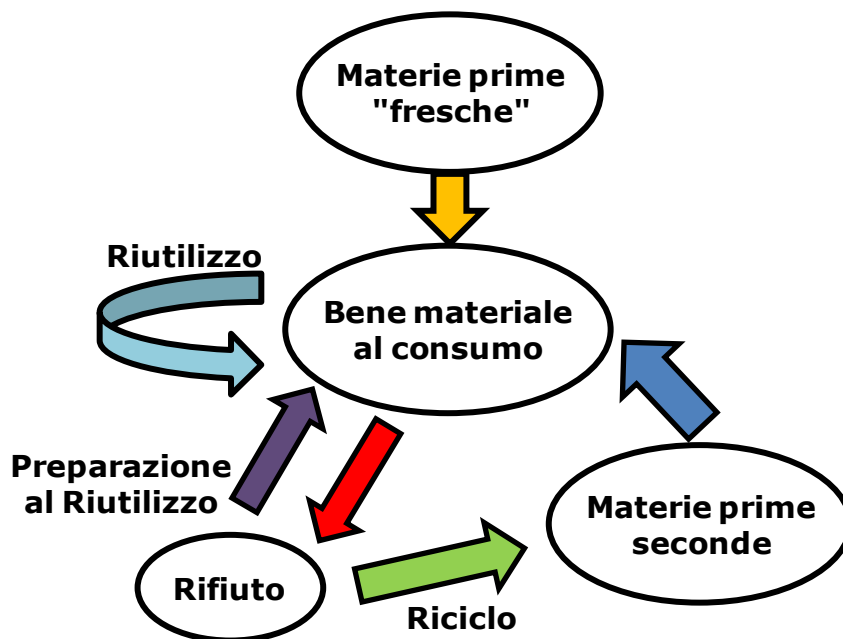 Materie prime
"fresche"
Riutilizzo
Bene materiale
al consumo
Preparazione
al Riutilizzo
Materie prime
seconde
Rifiuto
Riciclo